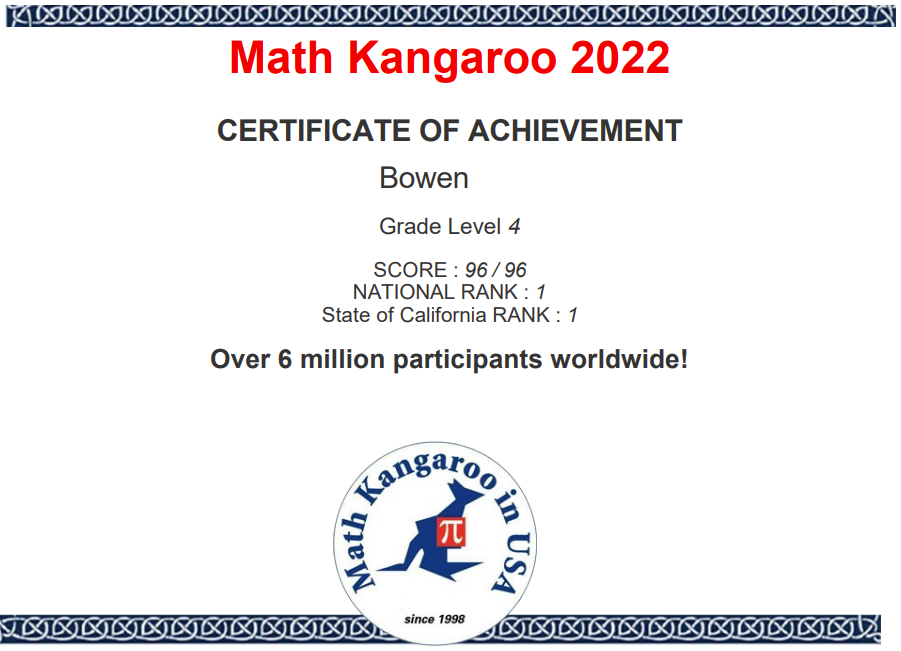 Math Kangaroo 2022
CERTIFICATE OF ACHIEVEMENT
Bowen
Grade Level 4
SCORE : 96 / 96
NATIONAL RANK : 1
State of California RANK : 1
Over 6 million participants worldwide!
Math Kangaroo in USA
π
since 1998